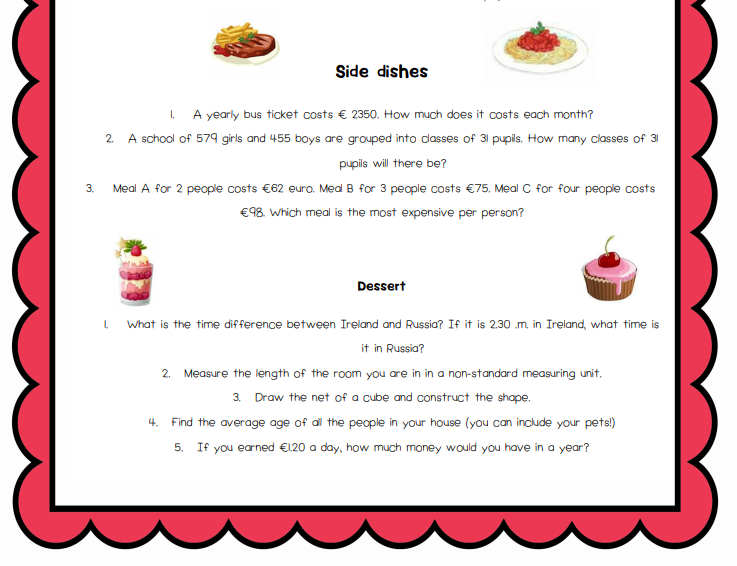 Side dishes
1. A yearly bus ticket costs € 2350. How much does it costs each month?
2. A school of 579 girls and 455 boys are grouped into classes of 31 pupils. How many classes of 31
pupils will there be?
3. Meal A for 2 people costs €62 euro. Meal B for 3 people costs €75. Meal C for four people costs
€98. Which meal is the most expensive per person?
Dessert
1. What is the time difference between Ireland and Russia? If it is 2.30 .m. in Ireland, what time is
it in Russia?
2. Measure the length of the room you are in in a non-standard measuring unit.
3. Draw the net of a cube and construct the shape.
4. Find the average age of all the people in your house (you can include your pets!)
5. If you earned €1.20 a day, how much money would you have in a year?